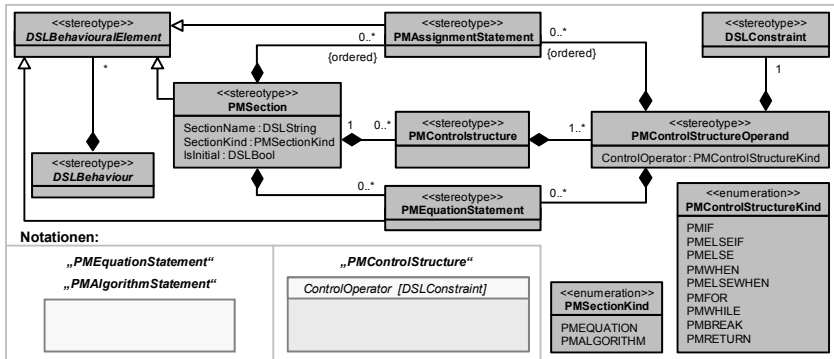 <<stereotype>>
DSLBehaviouralElement
<<stereotype>>
PMAssignmentStatement
<<stereotype>>
DSLConstraint
0..*
{ordered}
0..*
{ordered}
*
1
<<stereotype>>
PMSection
SectionName : DSLString
SectionKind : PMSectionKind
IsInitial : DSLBool
1
0..*
<<stereotype>>
PMControlstructure
1..*
<<stereotype>>
PMControlStructureOperand
ControlOperator : PMControlStructureKind
<<stereotype>>
DSLBehaviour
0..*
<<stereotype>>
PMEquationStatement
0..*
<<enumeration>>
PMControlStructureKind
PMIF
PMELSEIF
PMELSE
PMWHEN
PMELSEWHEN
PMFOR
PMWHILE
PMBREAK
PMRETURN
Notationen:
„PMEquationStatement“
„PMAlgorithmStatement“
„PMControlStructure“
ControlOperator [DSLConstraint]
<<enumeration>>
PMSectionKind
PMEQUATION
PMALGORITHM